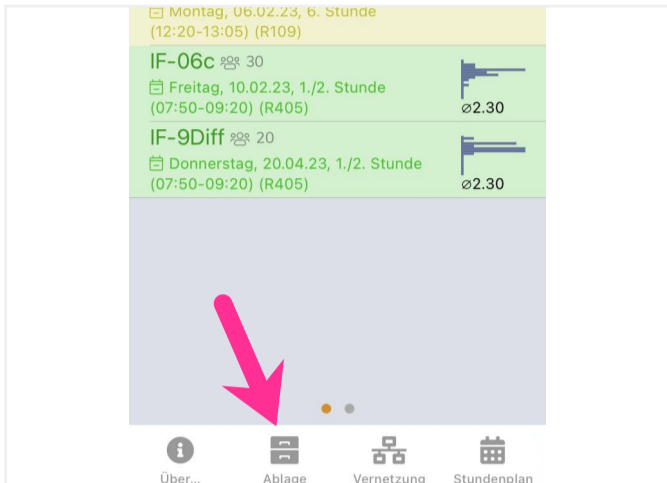 Montag, 06.02.23, 6. Stunde
(12:20-13:05) (R109)
IF-06c 30
Freitag, 10.02.23, 1./2. Stunde
(07:50-09:20) (R405)
⌀2.30
IF-9Diff 20
Donnerstag, 20.04.23, 1./2. Stunde
(07:50-09:20) (R405)
⌀2.30
Über... Ablage Vernetzung Stundenplan